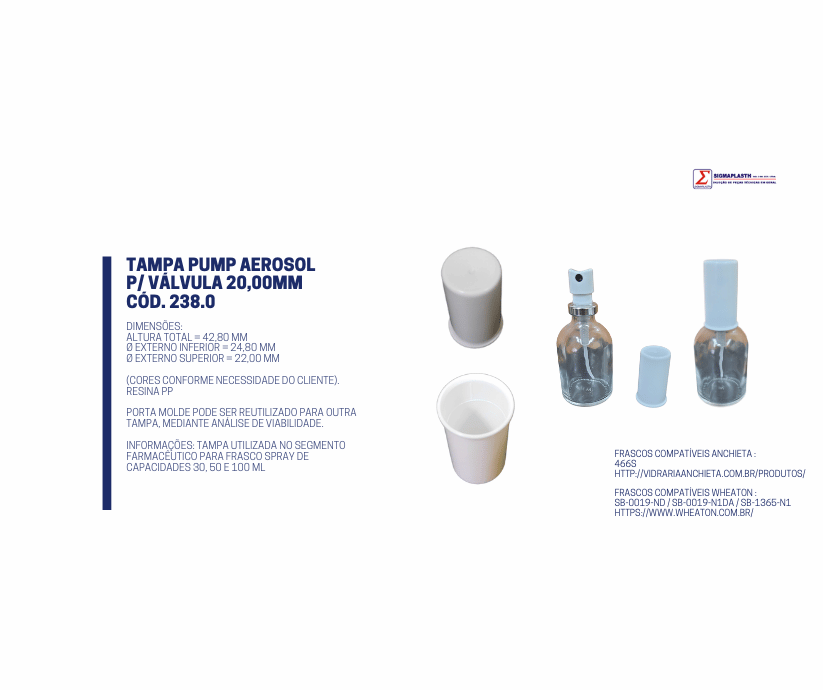 SIGMAPLASTH
TAMPA PUMP AEROSOL
P/ VÁLVULA 20,00MM
CÓD. 238.0
DIMENSÕES:
ALTURA TOTAL = 42,80 MM
Ø EXTERNO INFERIOR = 24,80 MM
Ø EXTERNO SUPERIOR = 22,00 MM
(CORES CONFORME NECESSIDADE DO CLIENTE).
RESINA PP
PORTA MOLDE PODE SER REUTILIZADO PARA OUTRA
TAMPA, MEDIANTE ANÁLISE DE VIABILIDADE.
INFORMAÇÕES: TAMPA UTILIZADA NO SEGMENTO
FARMACÊUTICO PARA FRASCO SPRAY DE
CAPACIDADES 30, 50 E 100 ML
FRASCOS COMPATÍVEIS ANCHIETA :
466S
HTTP://VIDRARIAANCHIETA.COM.BR/PRODUTOS/
FRASCOS COMPATÍVEIS WHEATON :
SB-0019-ND / SB-0019-N1DA / SB-1365-N1
HTTPS://WWW.WHEATON.COM.BR/